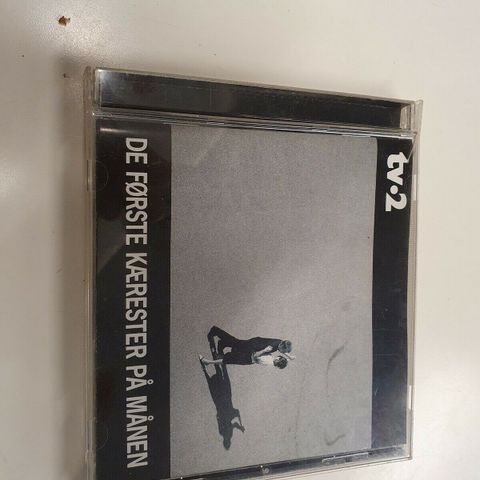 tv·2
DE FØRSTE KÆRESTER PÅ MÅNEN